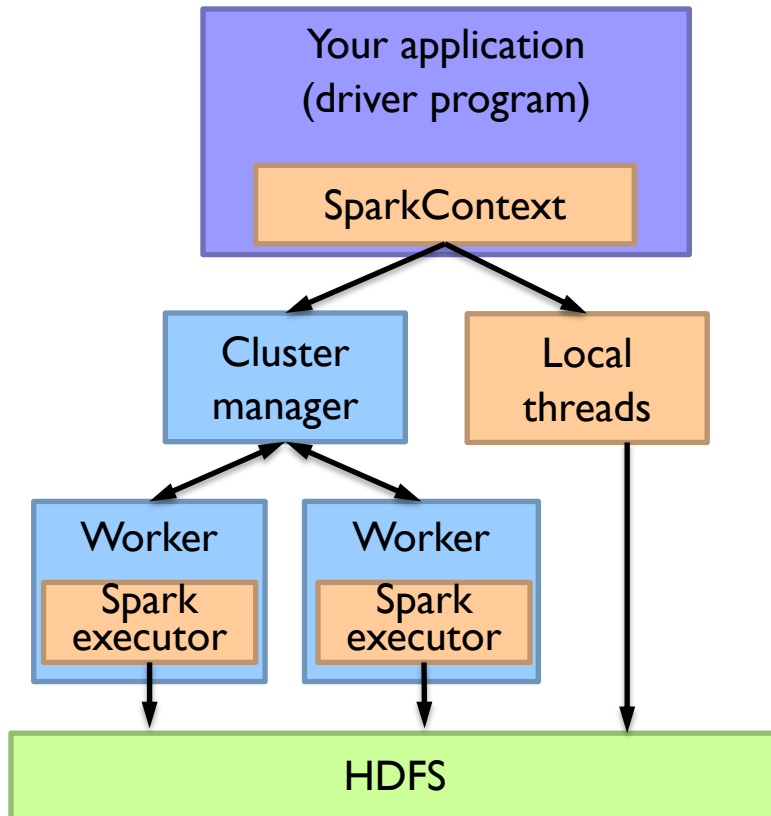 Your application
(driver program)
SparkContext
Cluster
manager
Local
threads
Worker
Spark
executor
Worker
Spark
executor
HDFS